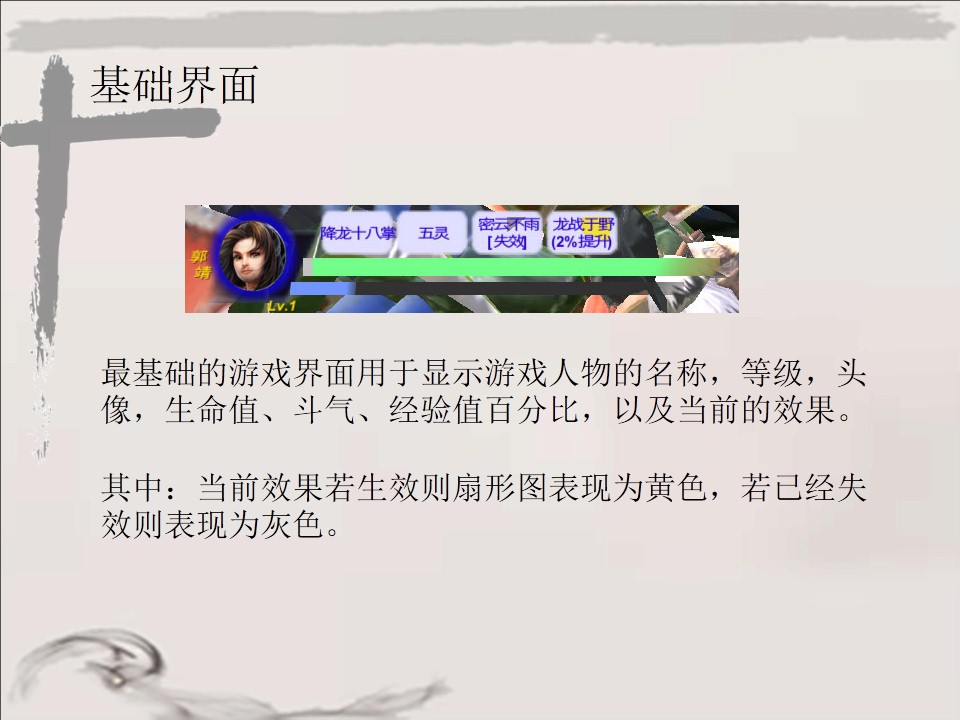 基础界面
降龙十八掌 五灵 密云不雨 龙战于野
[失效] (2%提升)
郭
靖
Lv.1
最基础的游戏界面用于显示游戏人物的名称，等级，头
像，生命值、斗气、经验值百分比，以及当前的效果。
其中：当前效果若生效则扇形图表现为黄色，若已经失
效则表现为灰色。